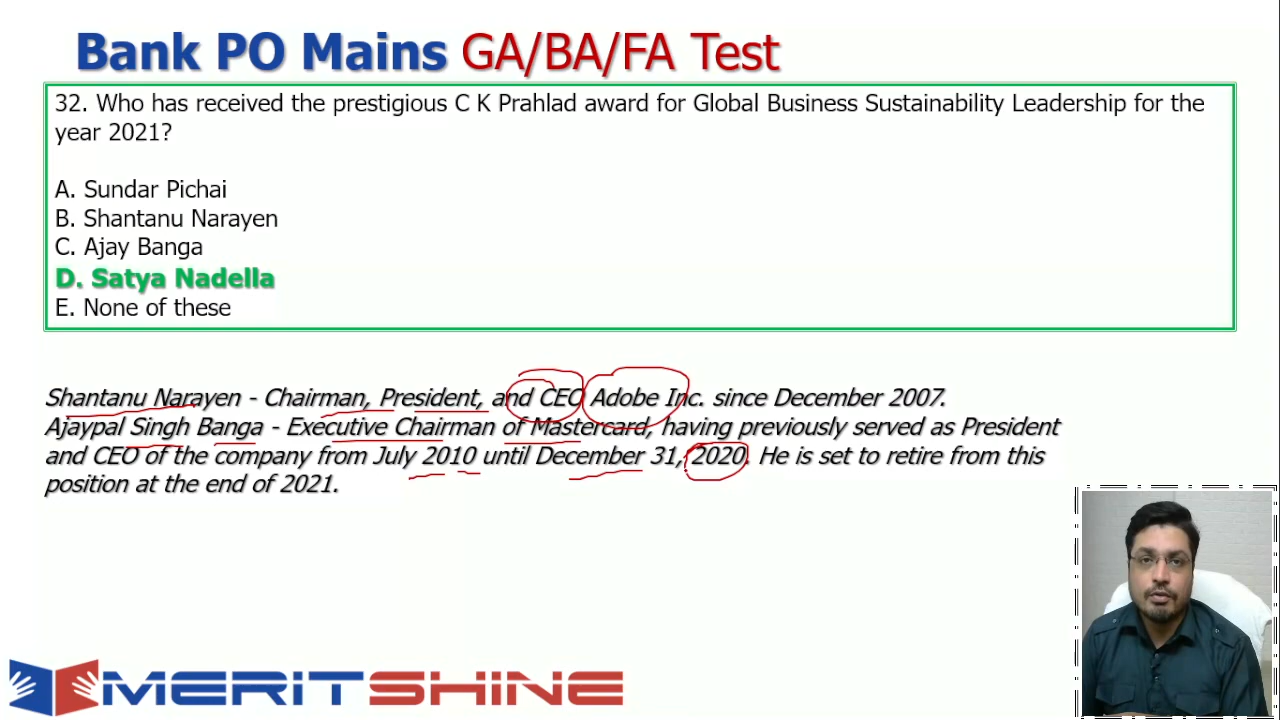 Bank PO Mains GA/BA/FA Test
32. Who has received the prestigious C K Prahlad award for Global Business Sustainability Leadership for the
year 2021?
A. Sundar Pichai
B. Shantanu Narayen
C. Ajay Banga
D. Satya Nadella
E. None of these
Shantanu Narayen - Chairman, President, and CEO Adobe Inc. since December 2007.
Ajaypal Singh Banga - Executive Chairman of Mastercard, having previously served as President
and CEO of the company from July 2010 until December 31, 2020. He is set to retire from this
position at the end of 2021.
MERITSHINE